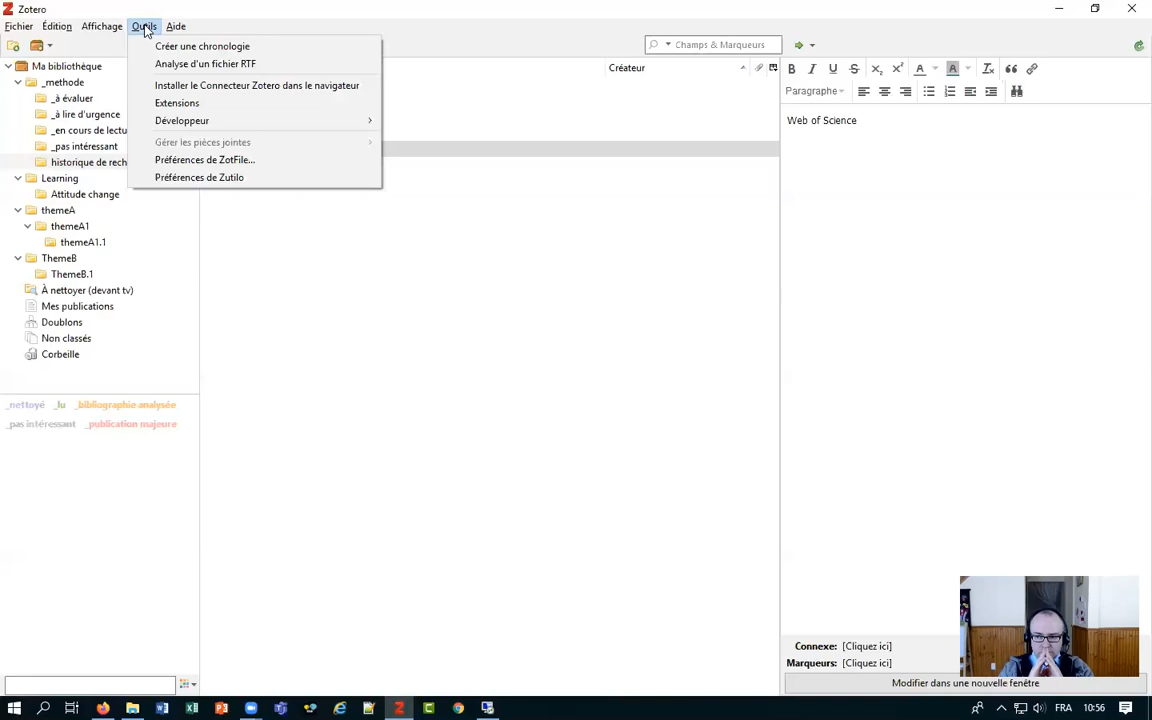 Zotero
Fichier Édition Affichage Outils Aide
Champs & Marqueurs
Créer une chronologie
Analyse d'un fichier RTF
Installer le Connecteur Zotero dans le navigateur
Extensions
Développeur
Gérer les pièces jointes
Préférences de ZotFile...
Préférences de Zutilo
Ma bibliothèque
_methode
_à évaluer
_à lire d'urgence
_en cours de lectu
_pas intéressant
historique de rech
Learning
Attitude change
themeA
themeA1
themeA1.1
ThemeB
ThemeB.1
À nettoyer (devant tv)
Mes publications
Doublons
Non classés
Corbeille
_nettoyé _lu _bibliographie analysée
_pas intéressant _publication majeure
Créateur
Paragraphe
Web of Science
Connexe: [Cliquez ici]
Marqueurs: [Cliquez ici]
Modifier dans une nouvelle fenêtre
FRA 10:56